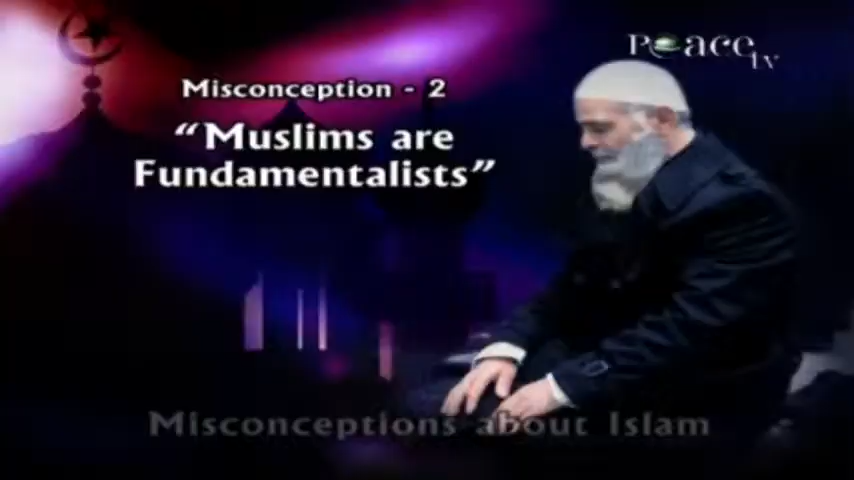 Peace tv
Misconception - 2
“Muslims are
Fundamentalists”
Misconceptions about Islam